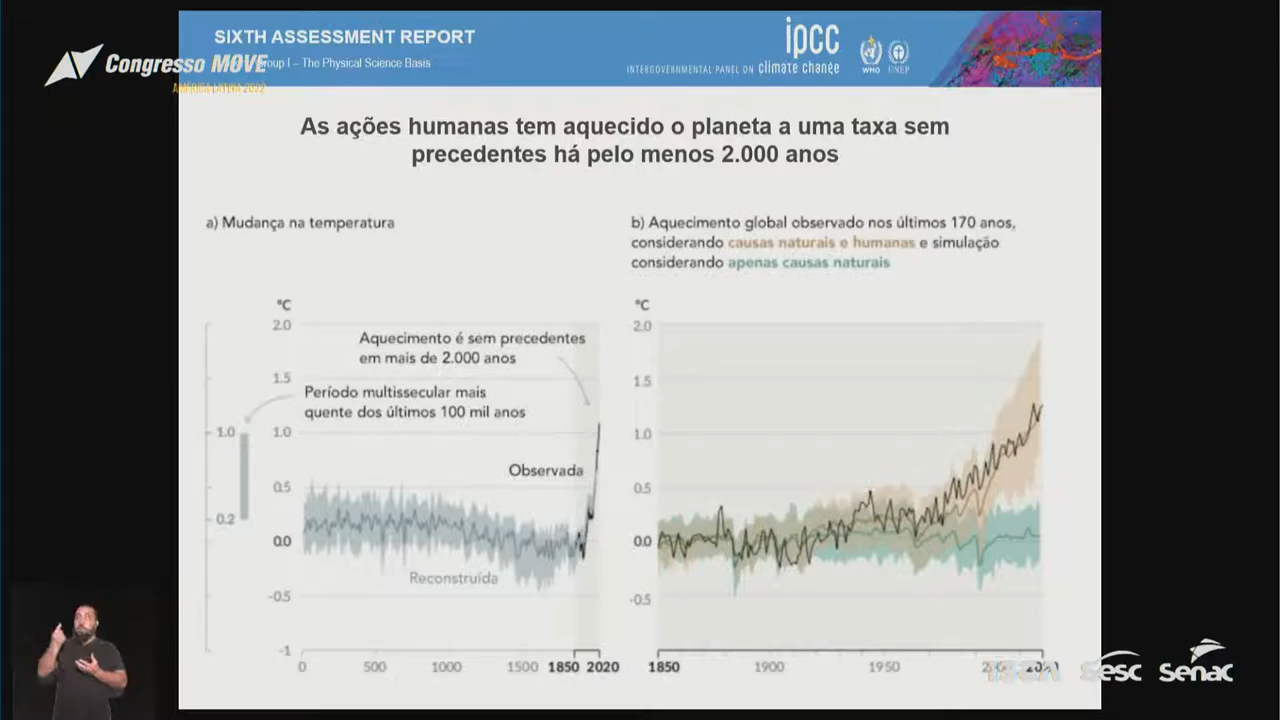 SIXTH ASSESSMENT REPORT
Group I – The Physical Science Basis
Congresso MOVE
AMÉRICA LATINA 2022
ipcc
INTERGOVERNMENTAL PANEL ON climate change
WMO
UNEP
As ações humanas tem aquecido o planeta a uma taxa sem
precedentes há pelo menos 2.000 anos
a) Mudança na temperatura
°C
2.0
1.5
1.0
0.5
0.0
-0.5
-1
1.0
0.2
Aquecimento é sem precedentes
em mais de 2.000 anos
Período multissecular mais
quente dos últimos 100 mil anos
Observada
Reconstruída
0 500 1000 1500 1850 2020
b) Aquecimento global observado nos últimos 170 anos,
considerando causas naturais e humanas e simulação
considerando apenas causas naturais
°C
2.0
1.5
1.0
0.5
0.0
-0.5
1850 1900 1950
Sesc
Senac